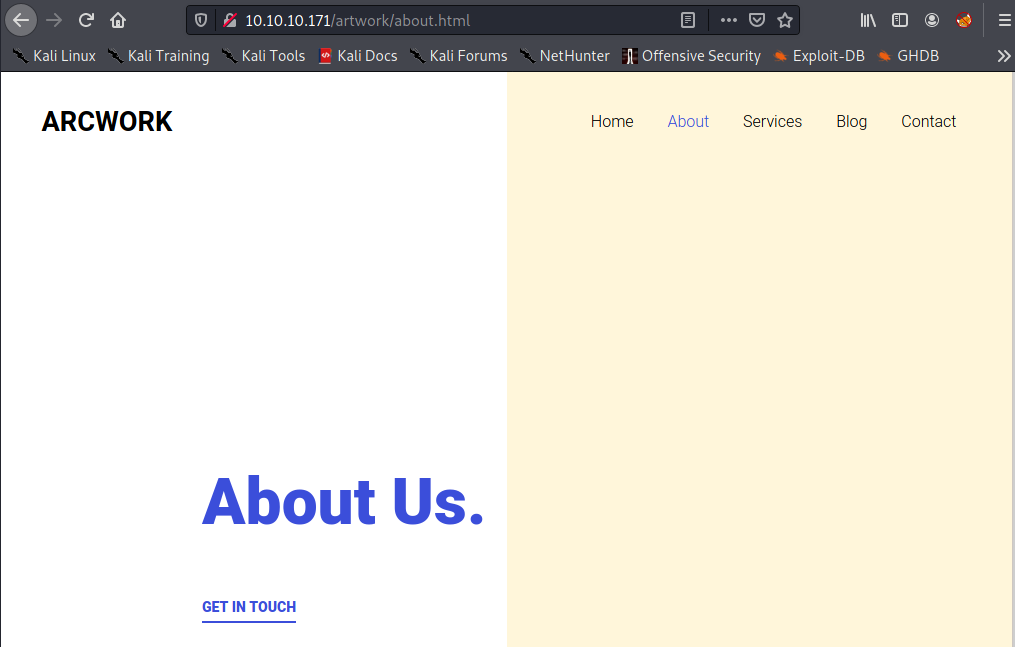 10.10.10.171/artwork/about.html
Kali Linux Kali Training Kali Tools Kali Docs Kali Forums NetHunter Offensive Security Exploit-DB GHDB
ARCWORK Home About Services Blog Contact
About Us.
GET IN TOUCH